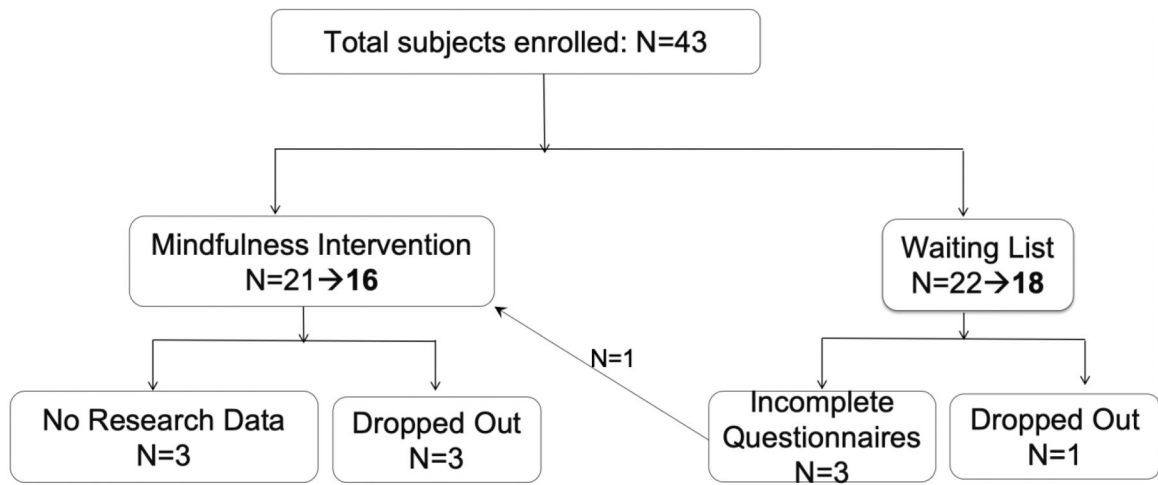 Total subjects enrolled: N=43
Mindfulness Intervention
N=21→16
Waiting List
N=22→18
N=1
No Research Data
N=3
Dropped Out
N=3
Incomplete
Questionnaires
N=3
Dropped Out
N=1